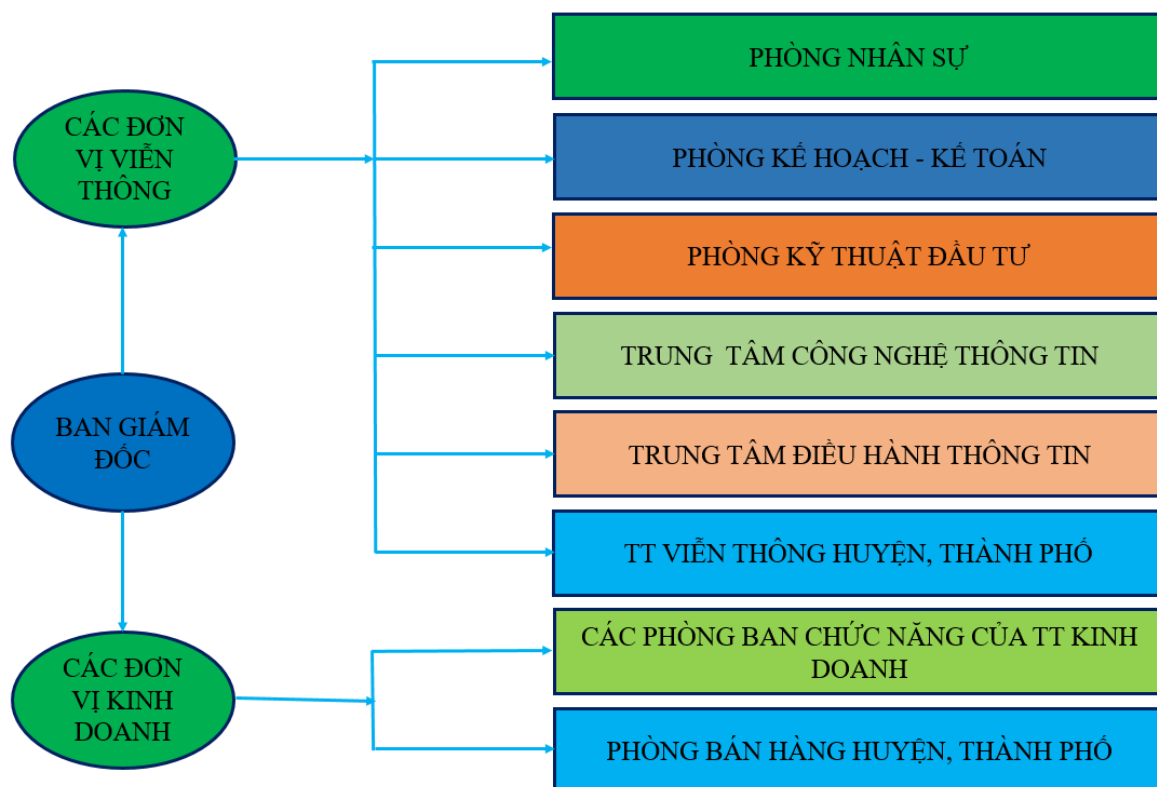 PHÒNG NHÂN SỰ
CÁC ĐƠN
VỊ VIỄN
THÔNG
PHÒNG KẾ HOẠCH - KẾ TOÁN
PHÒNG KỸ THUẬT ĐẦU TƯ
TRUNG TÂM CÔNG NGHỆ THÔNG TIN
BAN GIÁM
ĐỐC
TRUNG TÂM ĐIỀU HÀNH THÔNG TIN
TT VIỄN THÔNG HUYỆN, THÀNH PHỐ
CÁC PHÒNG BAN CHỨC NĂNG CỦA TT KINH
DOANH
CÁC ĐƠN
VỊ KINH
DOANH
PHÒNG BÁN HÀNG HUYỆN, THÀNH PHỐ